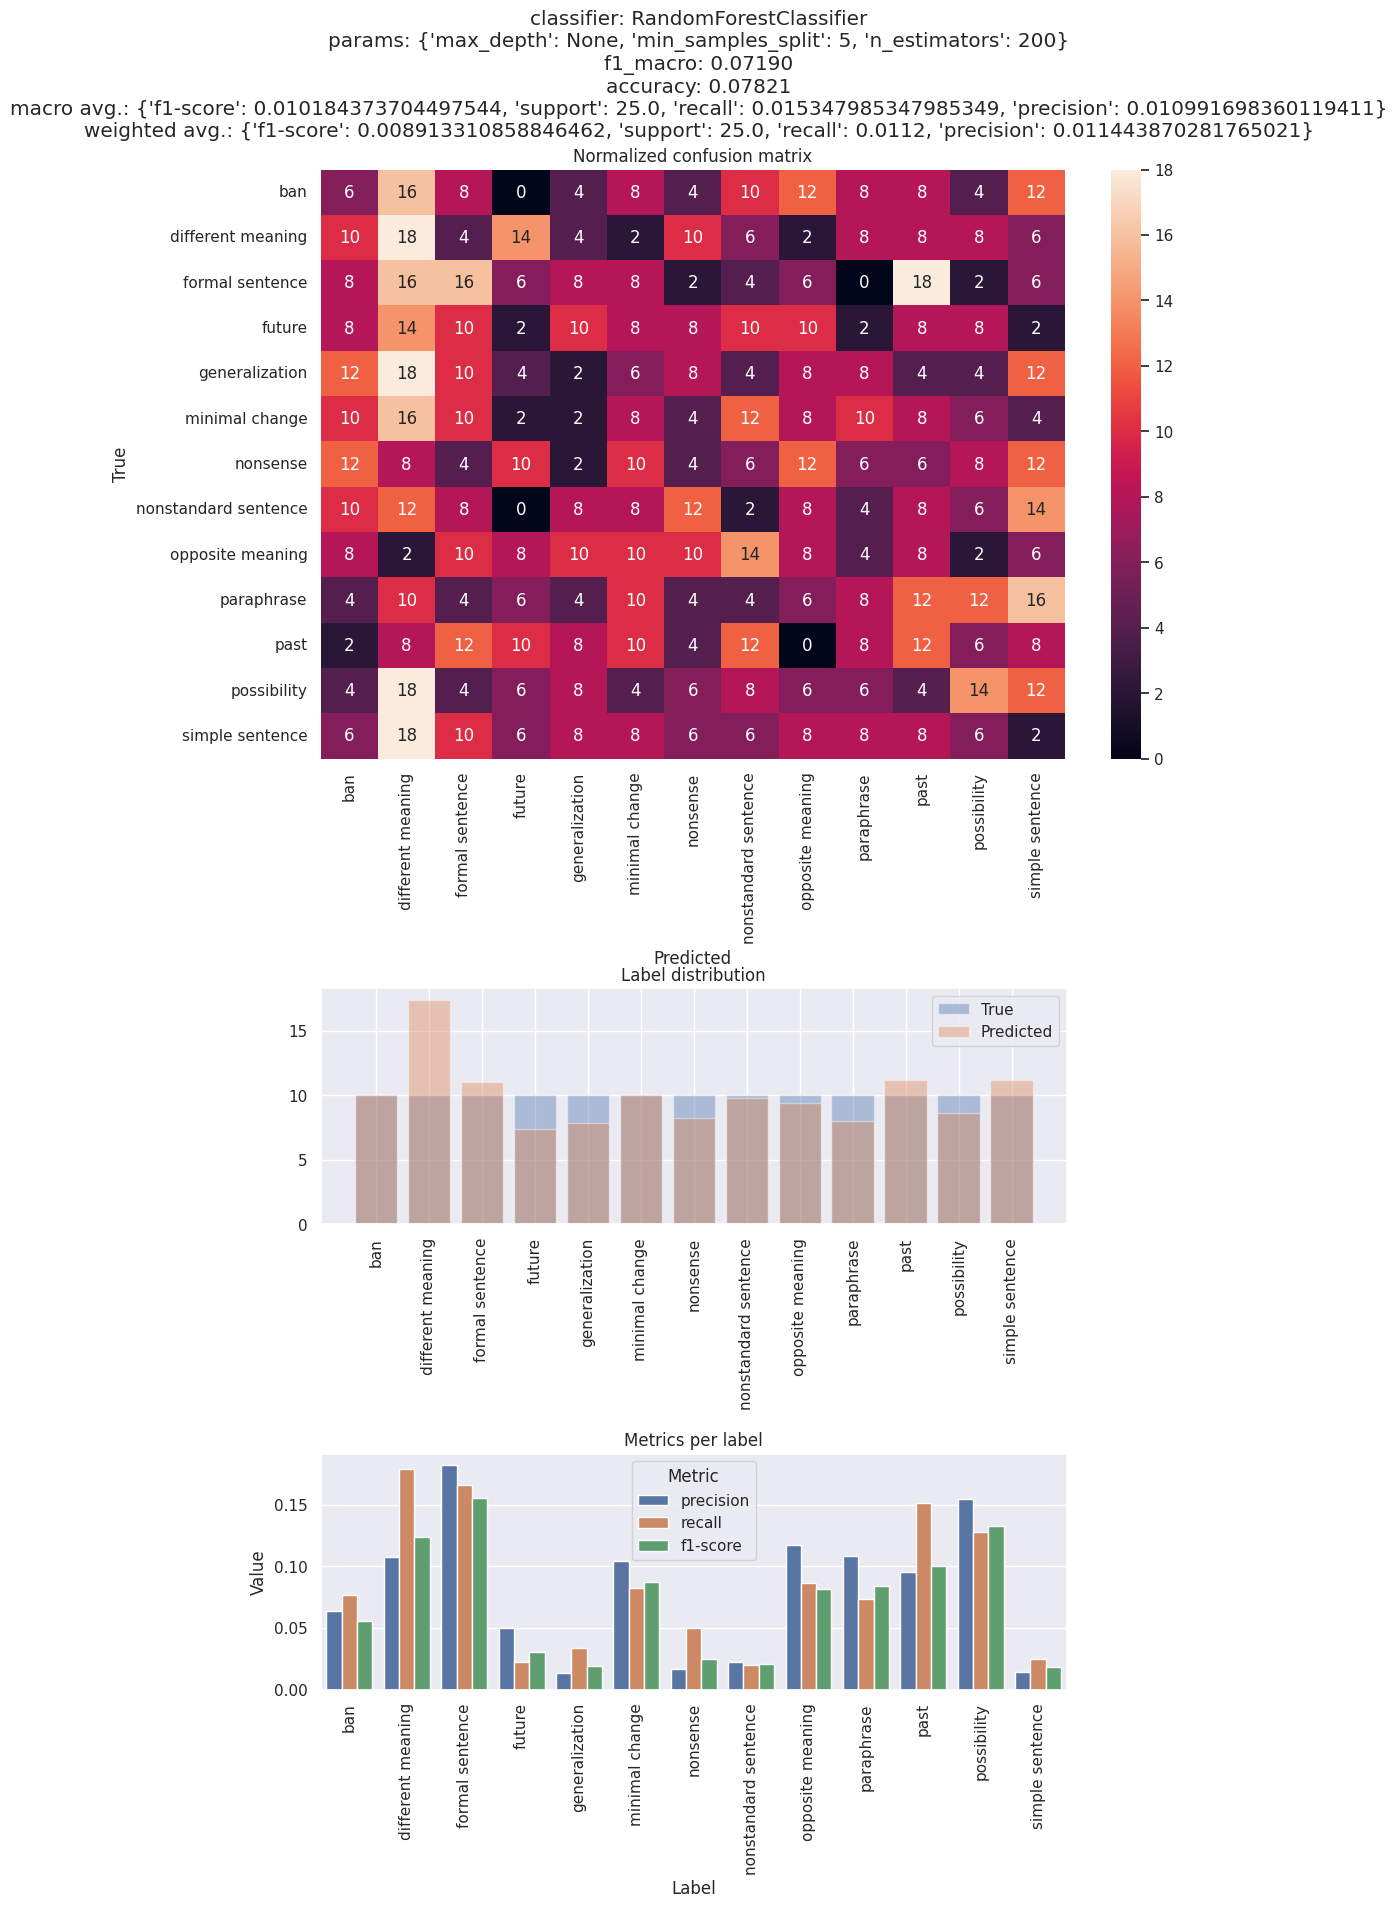 classifier: RandomForestClassifier
params: {'max_depth': None, 'min_samples_split': 5, 'n_estimators': 200}
f1_macro: 0.07190
accuracy: 0.07821
macro avg.: {'f1-score': 0.010184373704497544, 'support': 25.0, 'recall': 0.015347985347985349, 'precision': 0.010991698360119411}
weighted avg.: {'f1-score': 0.008913310858846462, 'support': 25.0, 'recall': 0.0112, 'precision': 0.011443870281765021}
Normalized confusion matrix
True
ban 6 16 8 0 4 8 4 10 12 8 8 4 12
different meaning 10 18 4 14 4 2 10 6 2 8 8 8 6
formal sentence 8 16 16 6 8 8 2 4 6 0 18 2 6
future 8 14 10 2 10 8 8 10 10 2 8 8 2
generalization 12 18 10 4 2 6 8 4 8 8 4 4 12
minimal change 10 16 10 2 2 8 4 12 8 10 8 6 4
nonsense 12 8 4 10 2 10 4 6 12 6 6 8 12
nonstandard sentence 10 12 8 0 8 8 12 2 8 4 8 6 14
opposite meaning 8 2 10 8 10 10 10 14 8 4 8 2 6
paraphrase 4 10 4 6 4 10 4 4 6 8 12 12 16
past 2 8 12 10 8 10 4 12 0 8 12 6 8
possibility 4 18 4 6 8 4 6 8 6 6 4 14 12
simple sentence 6 18 10 6 8 8 6 6 8 8 8 6 2
18
16
14
12
10
8
6
4
2
0
ban
different meaning
formal sentence
future
generalization
minimal change
nonsense
nonstandard sentence
opposite meaning
paraphrase
past
possibility
simple sentence
Predicted
Label distribution
True
Predicted
15
10
5
0
ban
different meaning
formal sentence
future
generalization
minimal change
nonsense
nonstandard sentence
opposite meaning
paraphrase
past
possibility
simple sentence
Metrics per label
Metric
precision
recall
f1-score
Value
0.15
0.10
0.05
0.00
ban
different meaning
formal sentence
future
generalization
minimal change
nonsense
nonstandard sentence
opposite meaning
paraphrase
past
possibility
simple sentence
Label